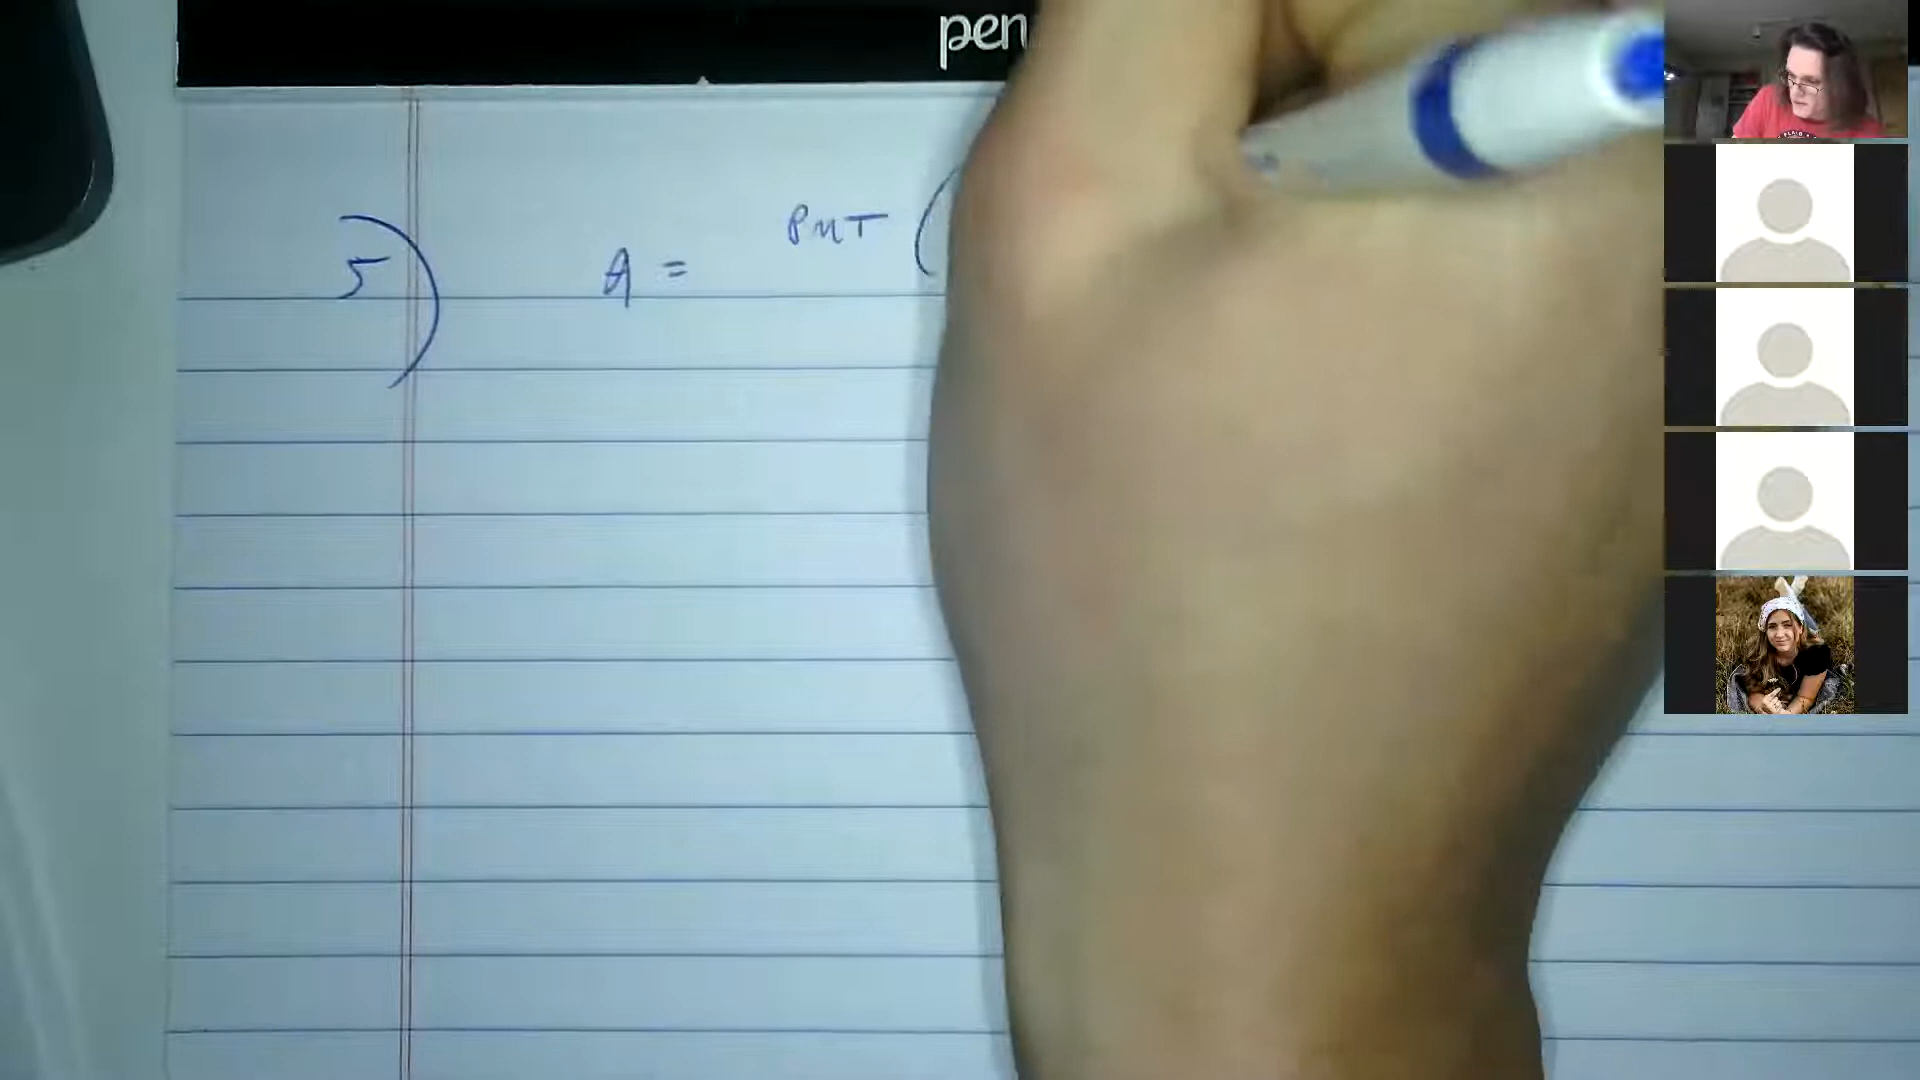 pen
5) A = PMT (